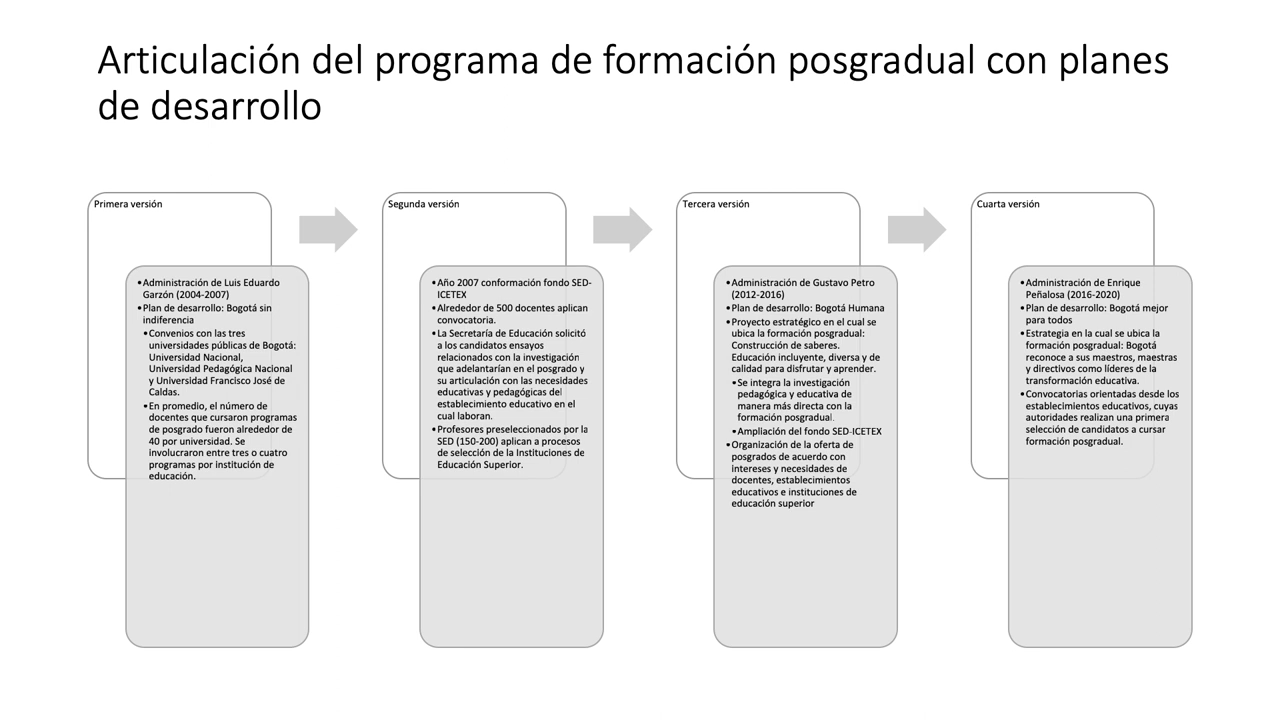 Articulación del programa de formación posgradual con planes
de desarrollo
Primera versión
•Administración de Luis Eduardo
Garzón (2004-2007)
•Plan de desarrollo: Bogotá sin
indiferencia
•Convenios con las tres
universidades públicas de Bogotá:
Universidad Nacional,
Universidad Pedagógica Nacional
y Universidad Francisco José de
Caldas.
•En promedio, el número de
docentes que cursaron programas
de posgrado fueron alrededor de
40 por universidad. Se
involucraron entre tres o cuatro
programas por institución de
educación.
Segunda versión
•Año 2007 conformación fondo SED-
ICETEX
•Alrededor de 500 docentes aplican
convocatoria.
•La Secretaría de Educación solicitó
a los candidatos ensayos
relacionados con la investigación
que adelantarían en el posgrado y
su articulación con las necesidades
educativas y pedagógicas del
establecimiento educativo en el
cual laboran.
•Profesores preseleccionados por la
SED (150-200) aplican a procesos
de selección de la Instituciones de
Educación Superior.
Tercera versión
•Administración de Gustavo Petro
(2012-2016)
•Plan de desarrollo: Bogotá Humana
•Proyecto estratégico en el cual se
ubica la formación posgradual:
Construcción de saberes.
Educación incluyente, diversa y de
calidad para disfrutar y aprender.
•Se integra la investigación
pedagógica y educativa de
manera más directa con la
formación posgradual.
•Ampliación del fondo SED-ICETEX
•Organización de la oferta de
posgrados de acuerdo con
intereses y necesidades de
docentes, establecimientos
educativos e instituciones de
educación superior
Cuarta versión
•Administración de Enrique
Peñalosa (2016-2020)
•Plan de desarrollo: Bogotá mejor
para todos
•Estrategia en la cual se ubica la
formación posgradual: Bogotá
reconoce a sus maestros, maestras
y directivos como líderes de la
transformación educativa.
•Convocatorias orientadas desde los
establecimientos educativos, cuyas
autoridades realizan una primera
selección de candidatos a cursar
formación posgradual.